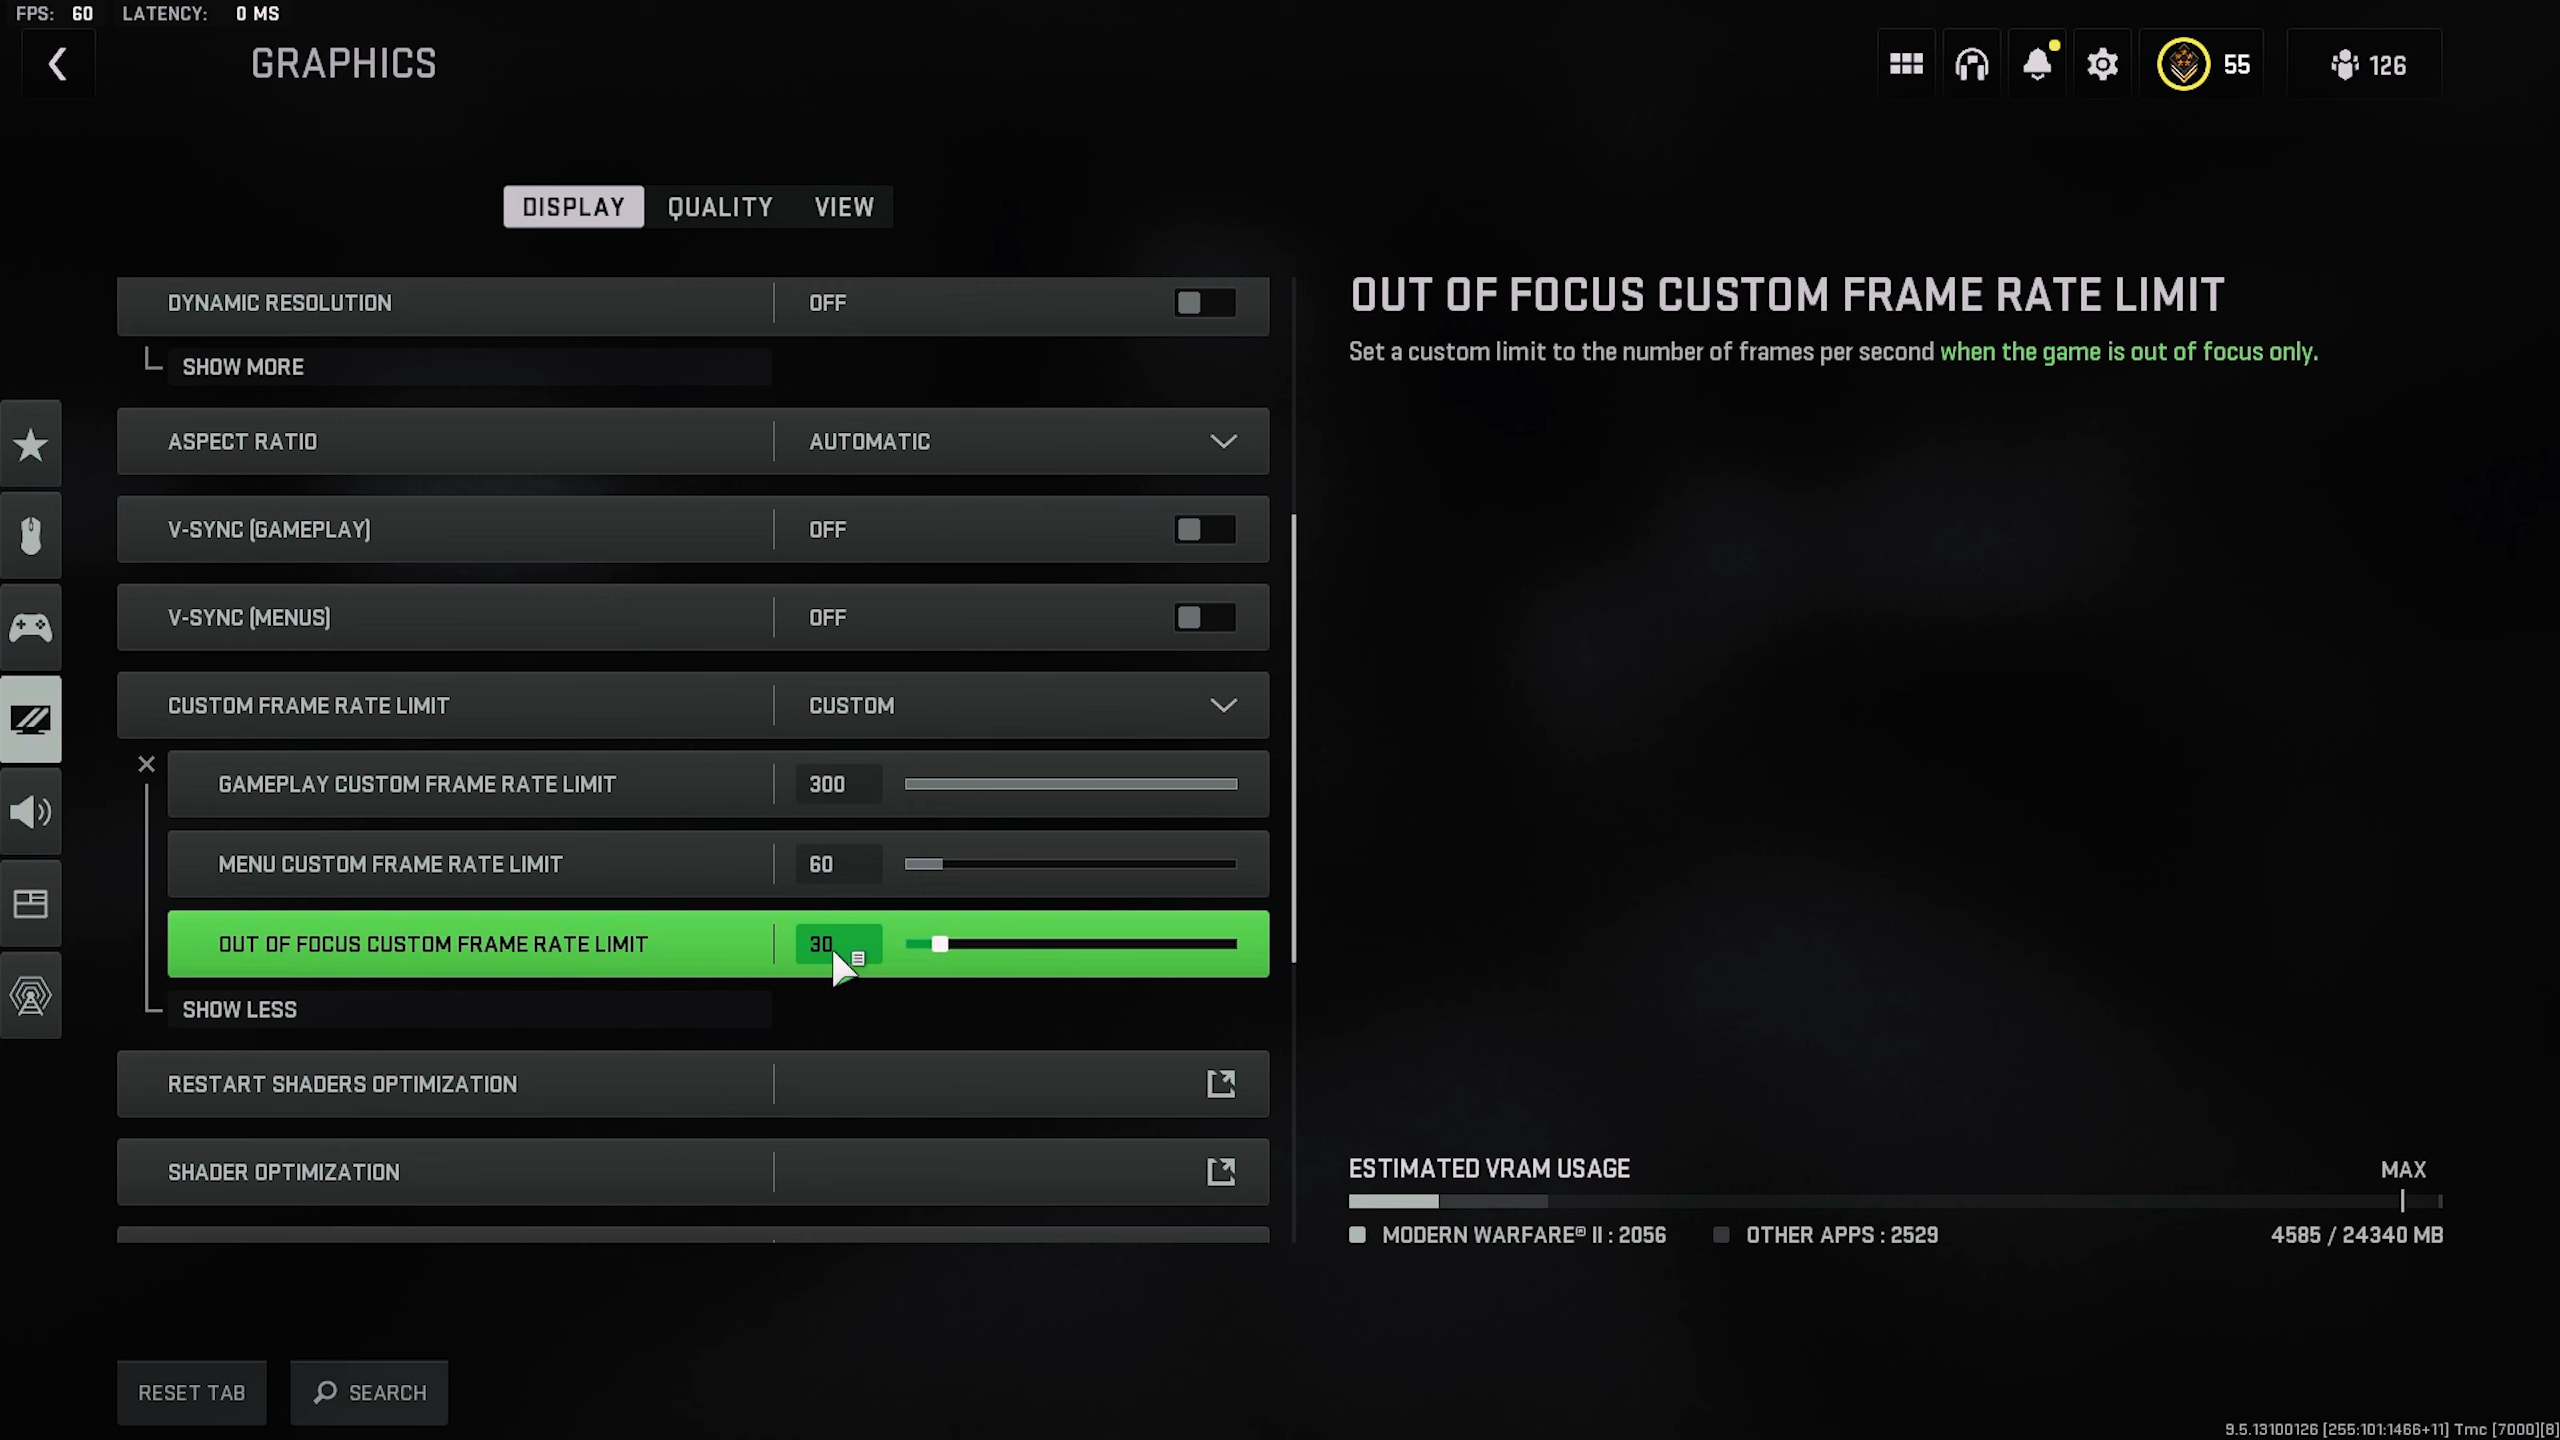 FPS: 60 LATENCY: 0 MS
GRAPHICS
55
126
DISPLAY QUALITY VIEW
DYNAMIC RESOLUTION OFF
SHOW MORE
ASPECT RATIO AUTOMATIC
V-SYNC (GAMEPLAY) OFF
V-SYNC (MENUS) OFF
CUSTOM FRAME RATE LIMIT CUSTOM
GAMEPLAY CUSTOM FRAME RATE LIMIT 300
MENU CUSTOM FRAME RATE LIMIT 60
OUT OF FOCUS CUSTOM FRAME RATE LIMIT 30
SHOW LESS
RESTART SHADERS OPTIMIZATION
SHADER OPTIMIZATION
OUT OF FOCUS CUSTOM FRAME RATE LIMIT
Set a custom limit to the number of frames per second when the game is out of focus only.
ESTIMATED VRAM USAGE MAX
MODERN WARFARE® II : 2056 OTHER APPS : 2529 4585 / 24340 MB
RESET TAB SEARCH
9.5.13100126 [255:101:1466+11] Tmc [7000][8]